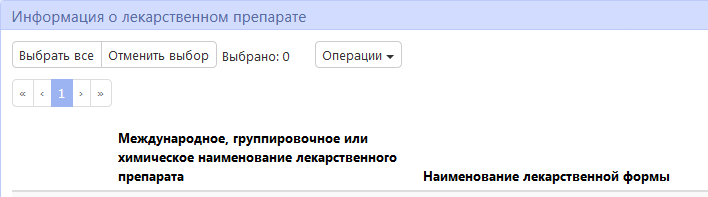 Информация о лекарственном препарате
Выбрать все Отменить выбор Выбрано: 0 Операции
« ‹ 1 › »
Международное, группировочное или
химическое наименование лекарственного
препарата Наименование лекарственной формы